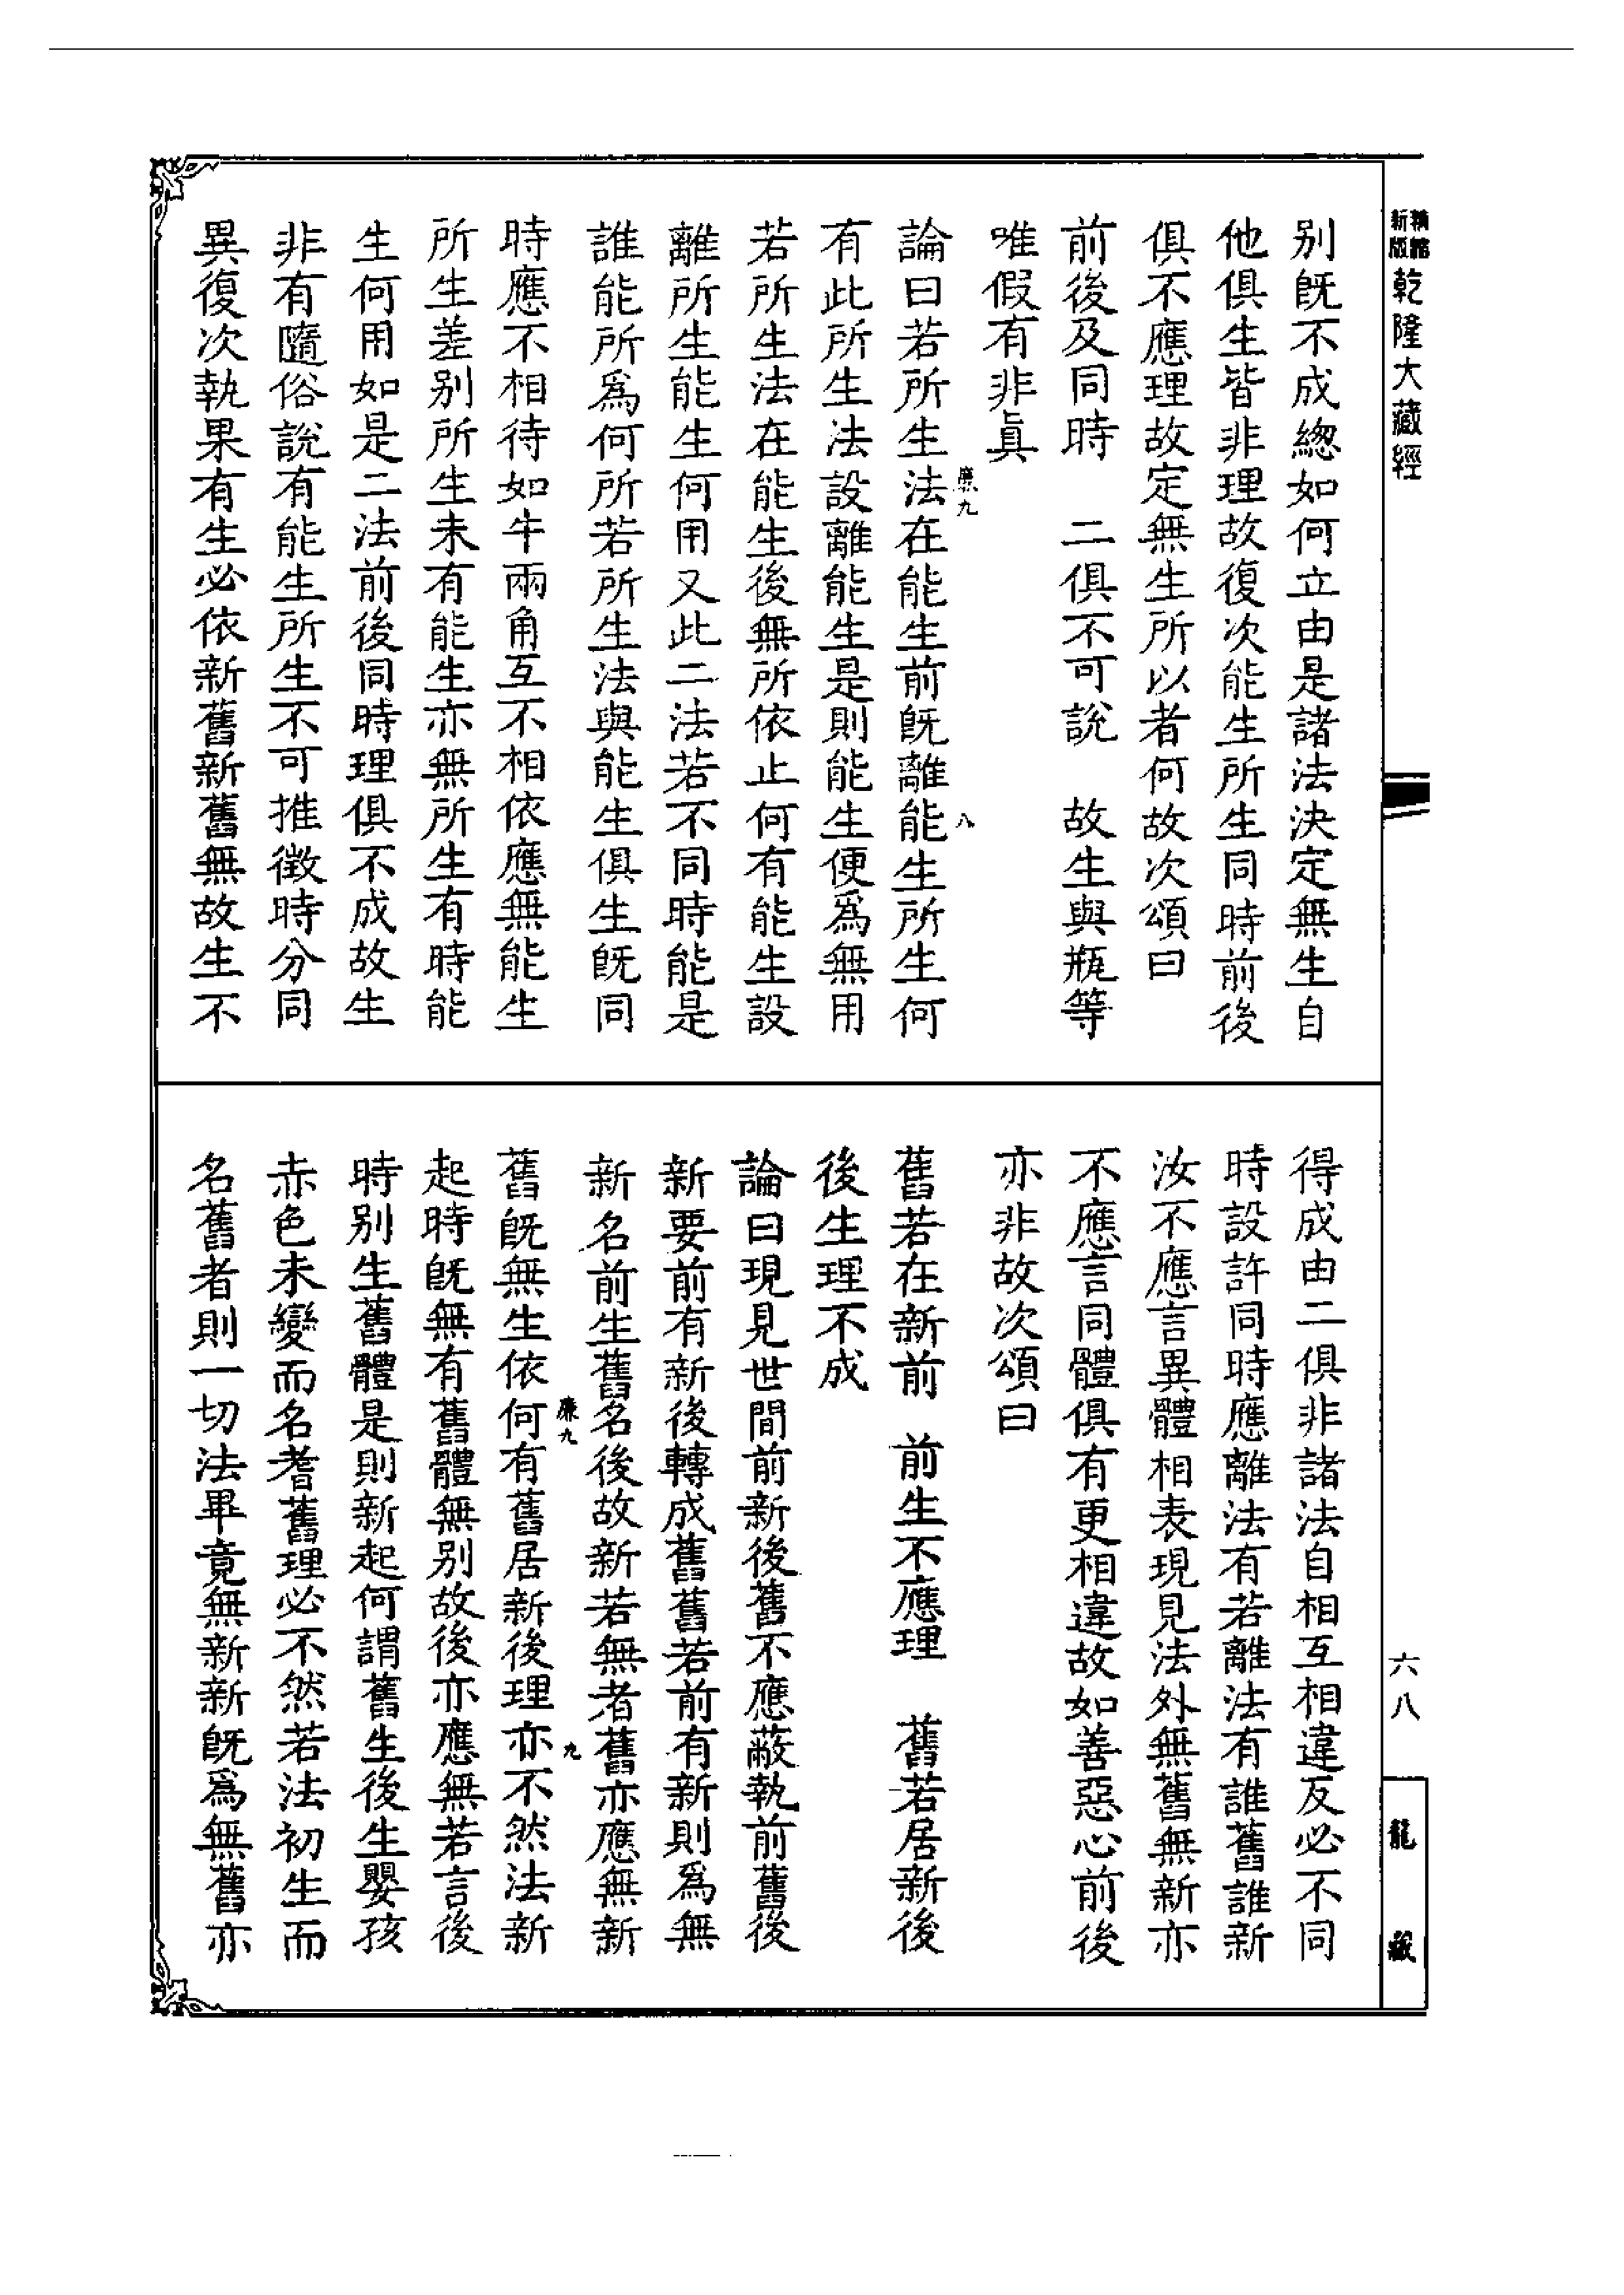 新版
精縮
乾隆大藏經
別既不成總如何立由是諸法決定無生自
他俱生皆非理故復次能生所生同時前後
俱不應理故定無生所以者何故次頌曰
前後及同時　二俱不可說　故生與瓶等
唯假有非眞
廉九
八
論曰若所生法在能生前既離能生所生何
有此所生法設離能生是則能生便爲無用
若所生法在能生後無所依止何有能生設
離所生能生何用又此二法若不同時能是
誰能所爲何所若所生法與能生俱生既同
時應不相待如牛兩角互不相依應無能生
所生差別所生未有能生亦無所生有時能
生何用如是二法前後同時理俱不成故生
非有隨俗說有能生所生不可推徴時分同
異復次執果有生必依新舊新舊無故生不
得成由二俱非諸法自相互相違反必不同
時設許同時應離法有若離法有誰舊誰新
汝不應言異體相表現見法外無舊無新亦
不應言同體俱有更相違故如善惡心前後
亦非故次頌曰
舊若在新前　前生不應理　舊若居新後
後生理不成
論曰現見世間前新後舊不應蔽執前舊後
新要前有新後轉成舊舊若前有新則爲無
新名前生舊名後故新若無者舊亦應無新
廉九
九
舊既無生依何有舊居新後理亦不然法新
起時既無有舊體無別故後亦應無若言後
時別生舊體是則新起何謂舊生後生嬰孩
赤色未變而名耆舊理必不然若法初生而
名舊者則一切法畢竟無新新既爲無舊亦
六八
龍藏